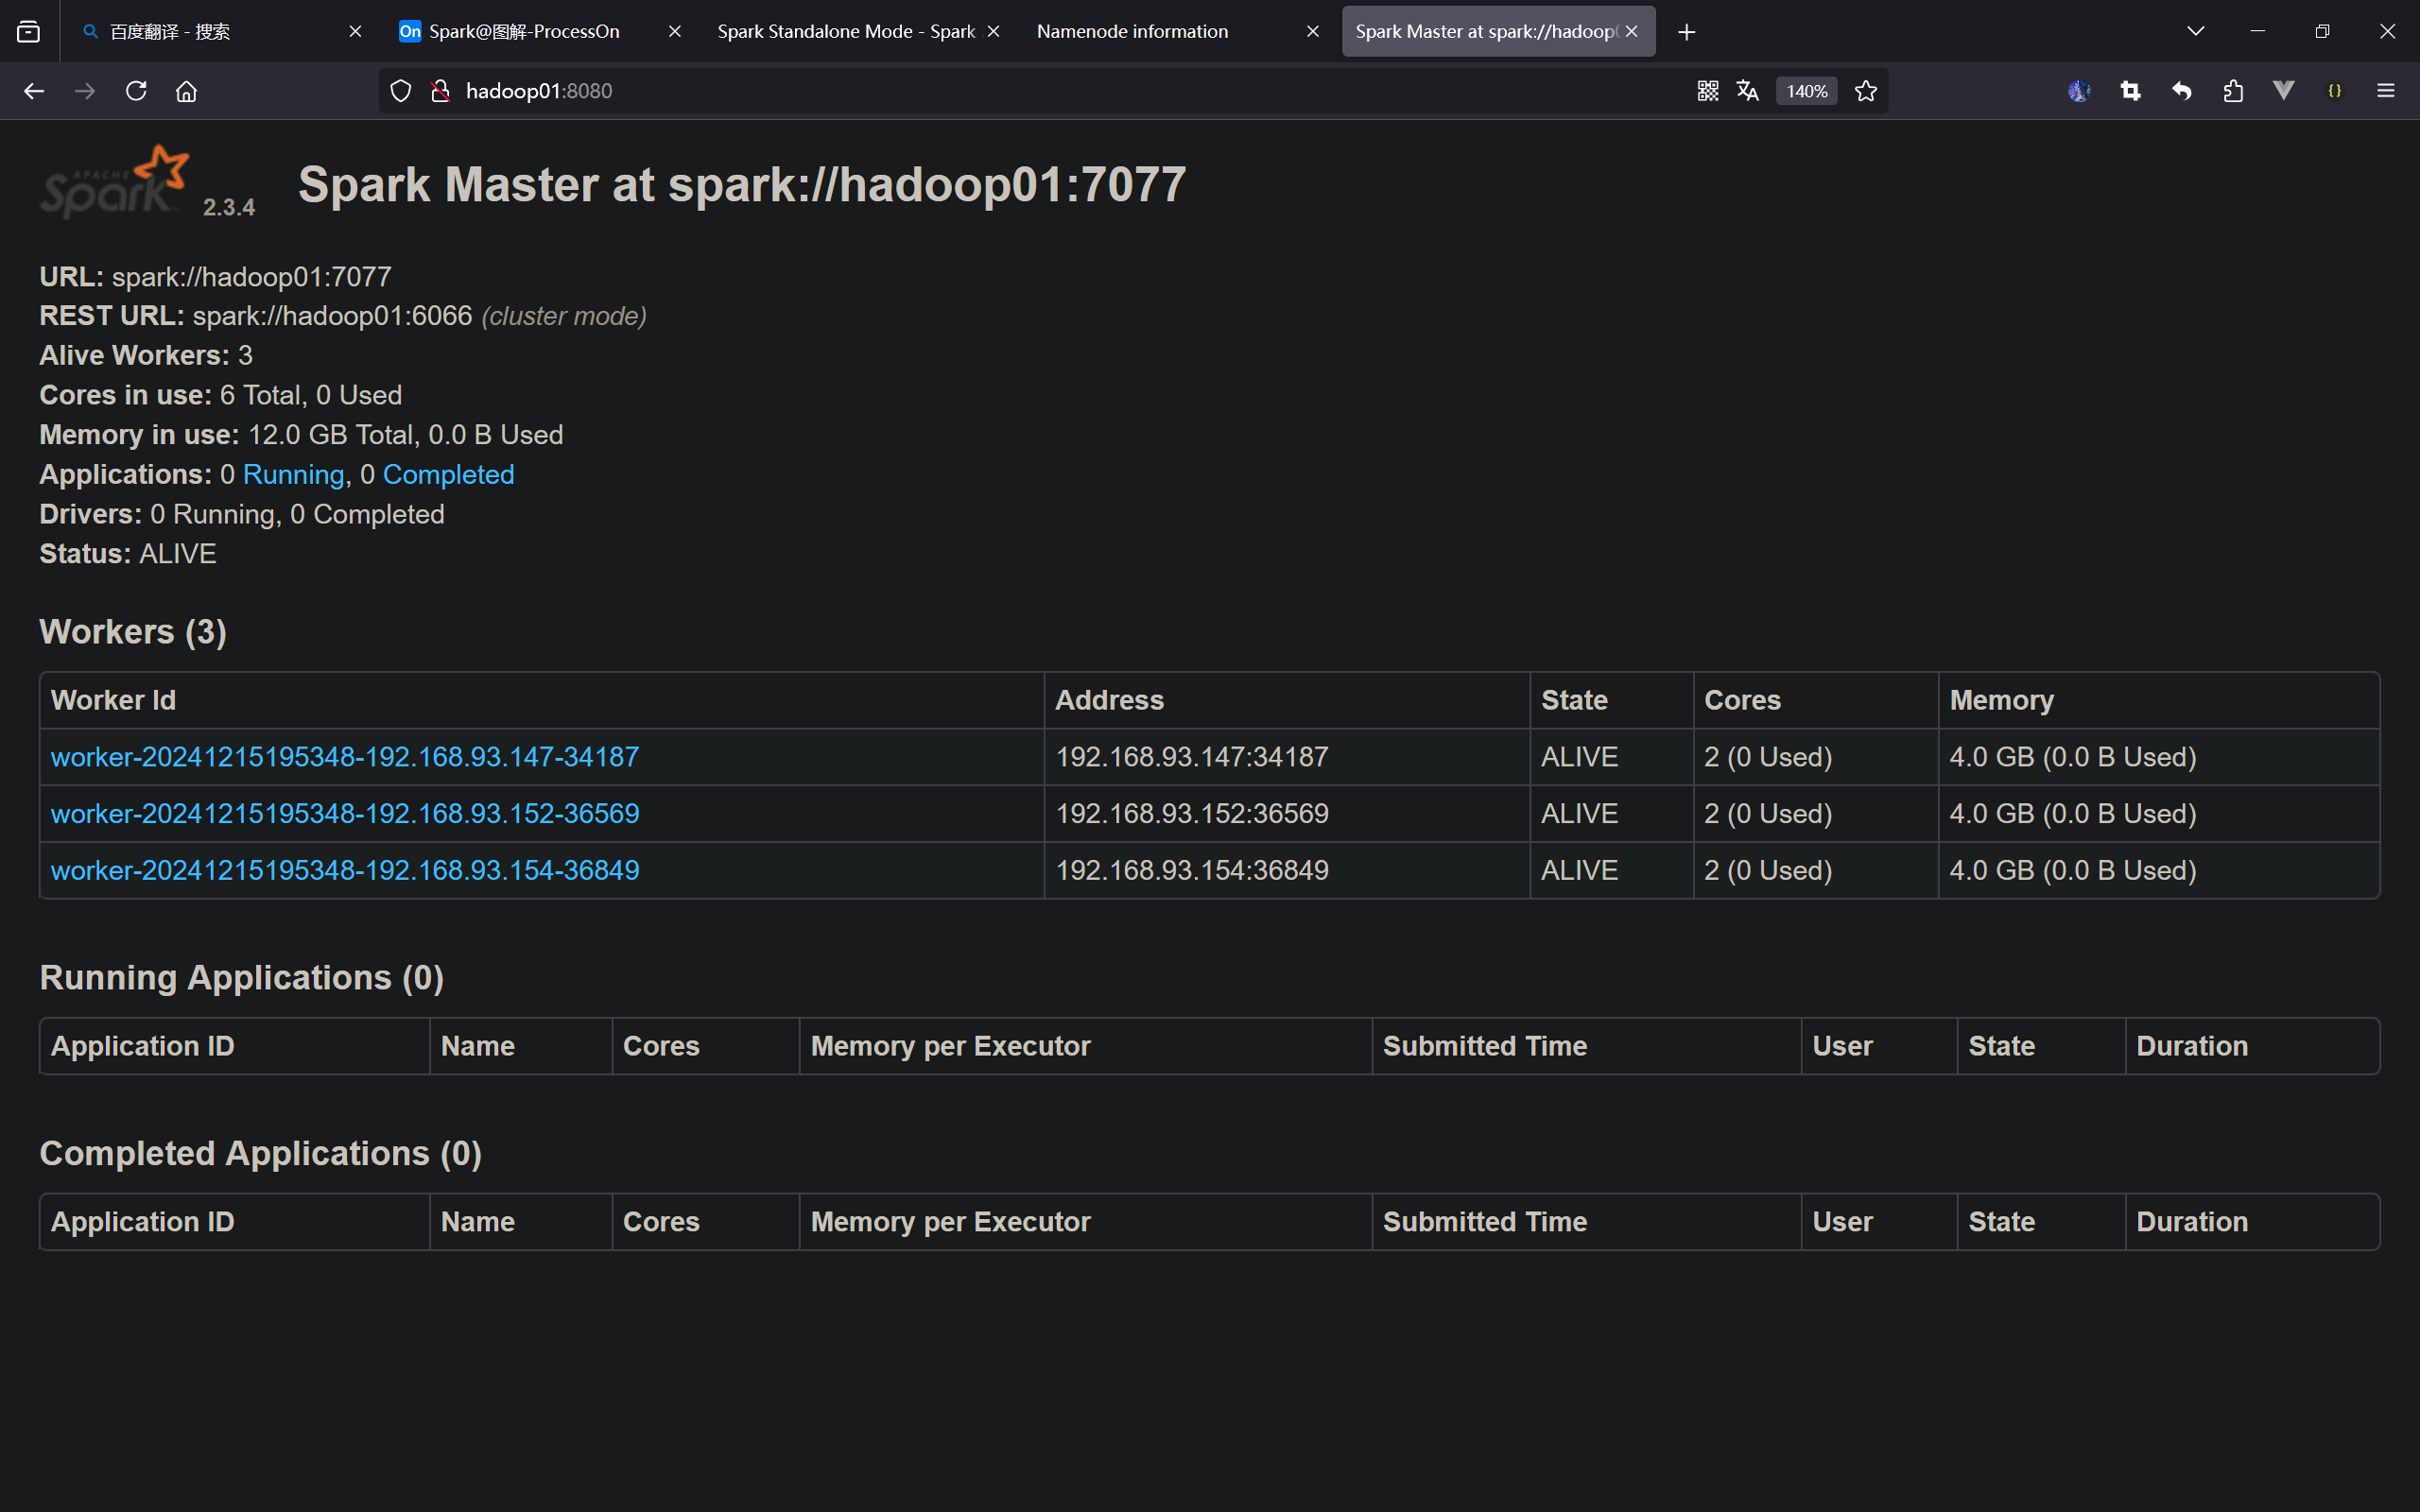 百度翻译 - 搜索
On Spark@图解-ProcessOn
Spark Standalone Mode - Spark
Namenode information
Spark Master at spark://hadoop0
hadoop01:8080
140%
APACHE
Spark™ 2.3.4
Spark Master at spark://hadoop01:7077
URL: spark://hadoop01:7077
REST URL: spark://hadoop01:6066 (cluster mode)
Alive Workers: 3
Cores in use: 6 Total, 0 Used
Memory in use: 12.0 GB Total, 0.0 B Used
Applications: 0 Running, 0 Completed
Drivers: 0 Running, 0 Completed
Status: ALIVE
Workers (3)
Worker Id Address State Cores Memory
worker-20241215195348-192.168.93.147-34187 192.168.93.147:34187 ALIVE 2 (0 Used) 4.0 GB (0.0 B Used)
worker-20241215195348-192.168.93.152-36569 192.168.93.152:36569 ALIVE 2 (0 Used) 4.0 GB (0.0 B Used)
worker-20241215195348-192.168.93.154-36849 192.168.93.154:36849 ALIVE 2 (0 Used) 4.0 GB (0.0 B Used)
Running Applications (0)
Application ID Name Cores Memory per Executor Submitted Time User State Duration
Completed Applications (0)
Application ID Name Cores Memory per Executor Submitted Time User State Duration